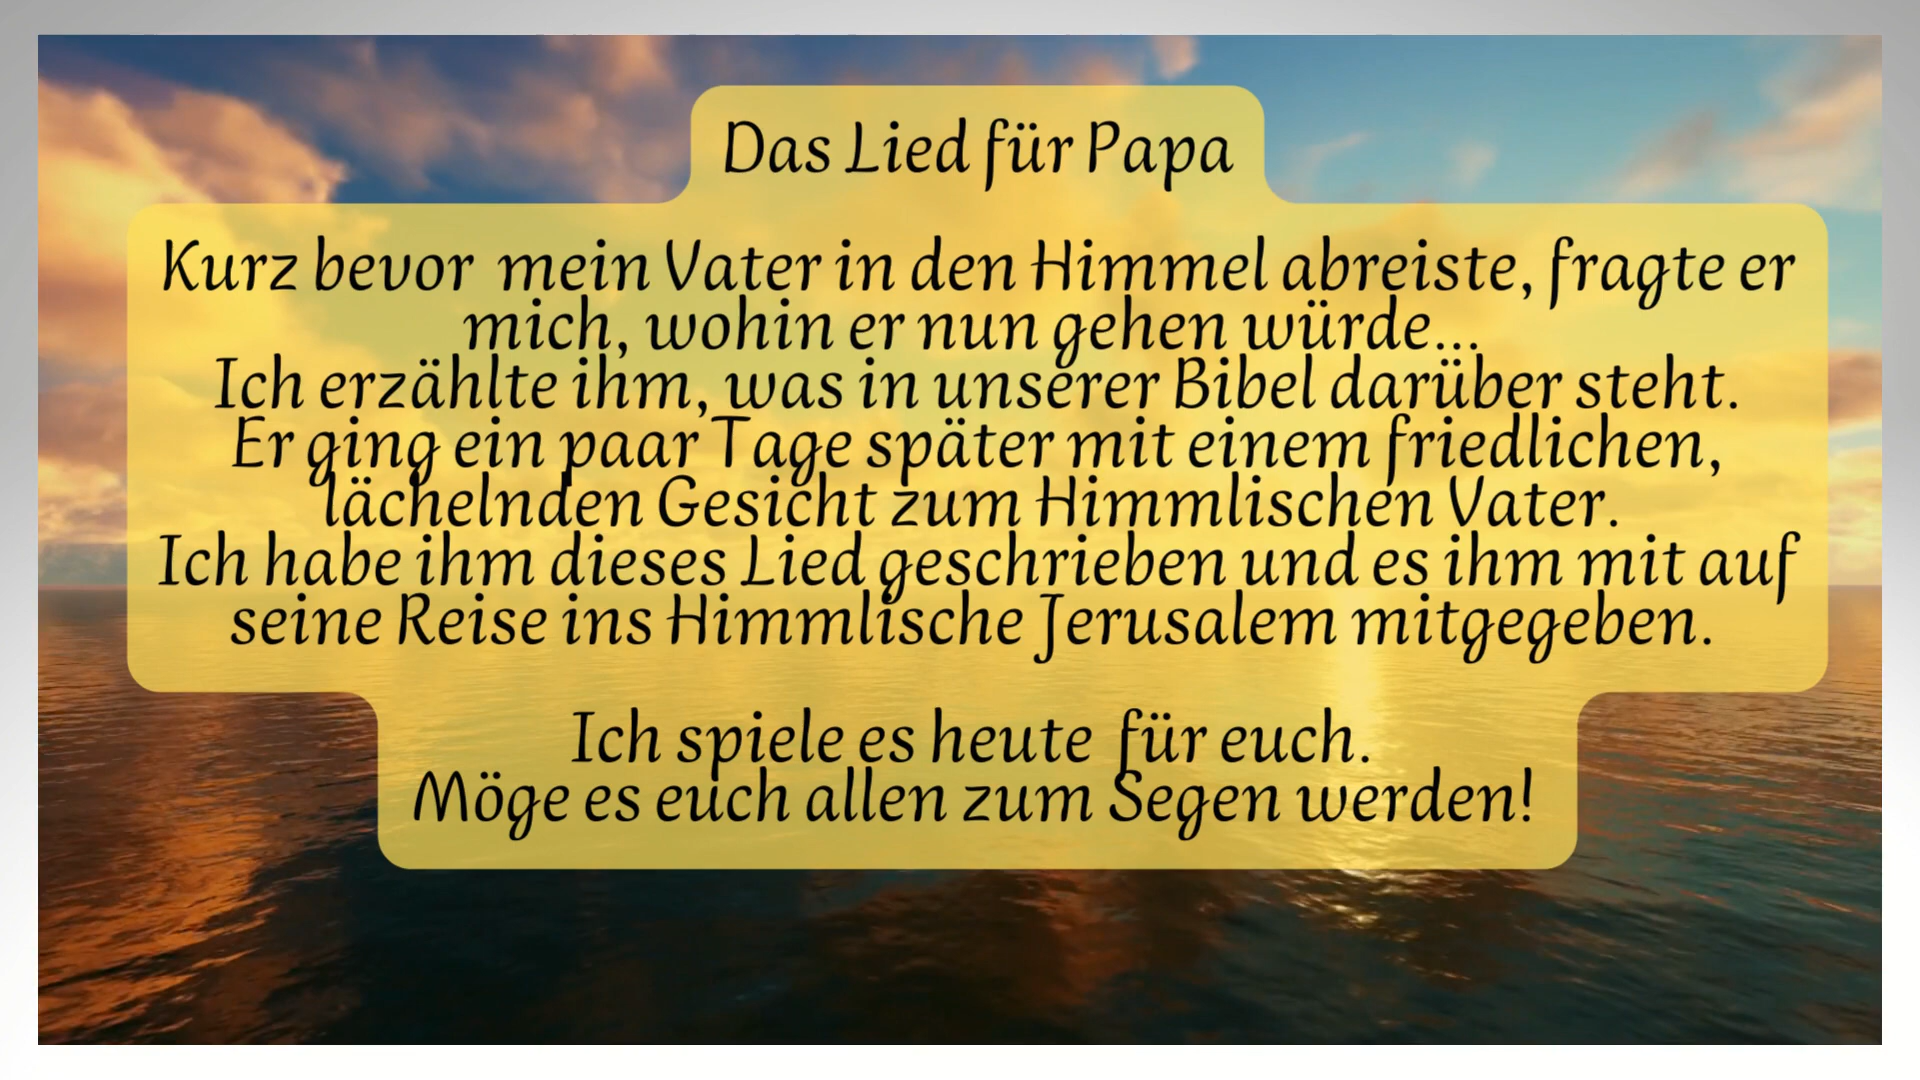 Das Lied für Papa
Kurz bevor mein Vater in den Himmel abreiste, fragte er
mich, wohin er nun gehen würde...
Ich erzählte ihm, was in unserer Bibel darüber steht.
Er ging ein paar Tage später mit einem friedlichen,
lächelnden Gesicht zum Himmlischen Vater.
Ich habe ihm dieses Lied geschrieben und es ihm mit auf
seine Reise ins Himmlische Jerusalem mitgegeben.
Ich spiele es heute für euch.
Möge es euch allen zum Segen werden!